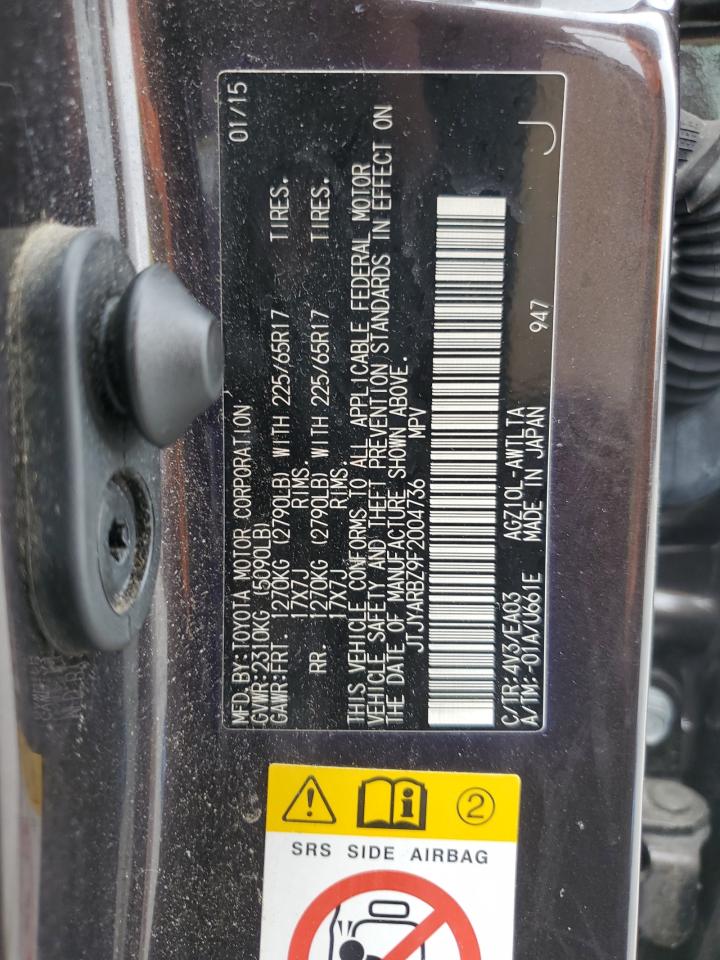 MFD.BY:TOYOTA MOTOR CORPORATION 01/15
GVWR:2310KG (5090LB)
GAWR:FRT. 1270KG (2790LB) WITH 225/65R17 TIRES.
17X7J RIMS.
RR. 1270KG (2790LB) WITH 225/65R17 TIRES.
17X7J RIMS.
THIS VEHICLE CONFORMS TO ALL APPLICABLE FEDERAL MOTOR
VEHICLE SAFETY AND THEFT PREVENTION STANDARDS IN EFFECT ON
THE DATE OF MANUFACTURE SHOWN ABOVE.
JTJYARBZ9F2004736 MPV
C/TR:4V3/EA03 AGZ10L-AWTLTA 947 J
A/TM:-01A/U661E MADE IN JAPAN
2
SRS SIDE AIRBAG